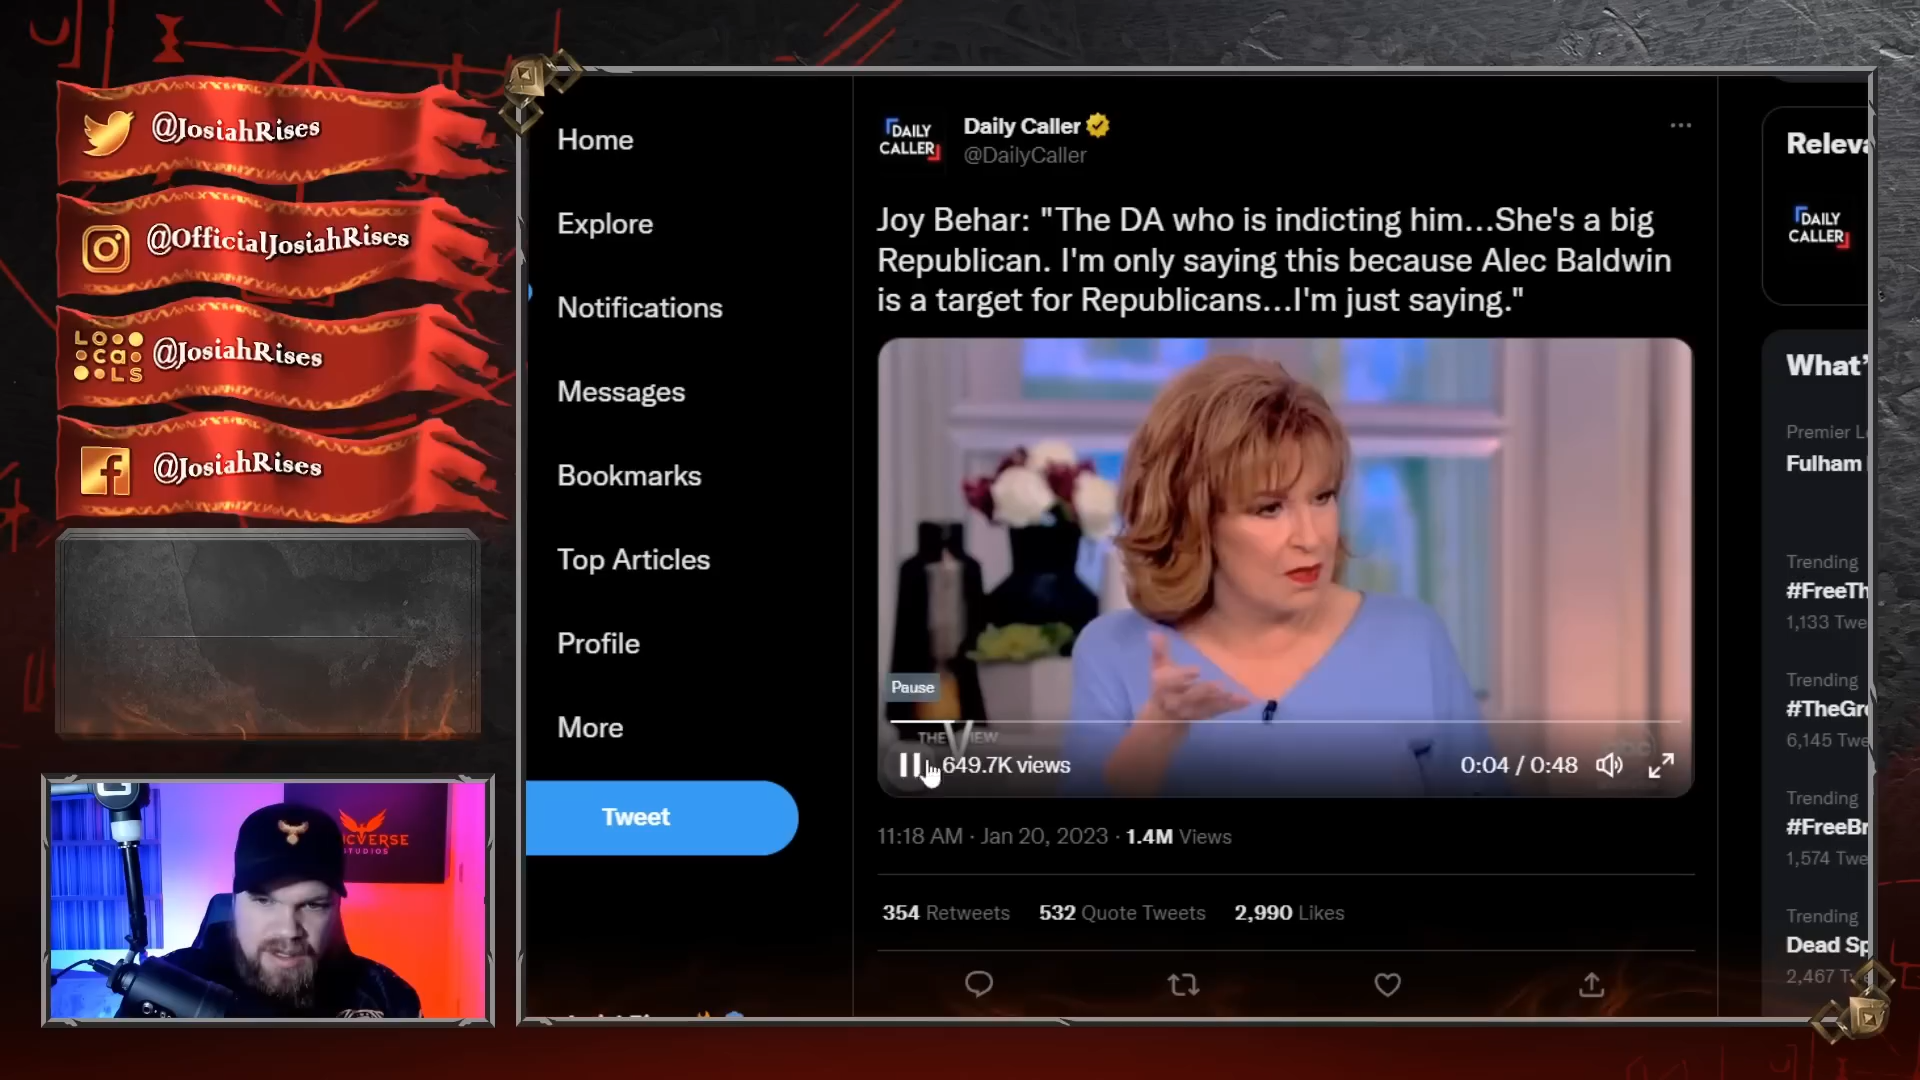 @JosiahRises
@OfficialJosiahRises
LOCALS
@JosiahRises
@JosiahRises
Home
Explore
Notifications
Messages
Bookmarks
Top Articles
Profile
More
Tweet
DAILY
CALLER
Daily Caller
@DailyCaller
Joy Behar: "The DA who is indicting him...She's a big
Republican. I'm only saying this because Alec Baldwin
is a target for Republicans...I'm just saying."
Pause
THE VIEW
649.7K views
0:04 / 0:48
11:18 AM · Jan 20, 2023 · 1.4M Views
354 Retweets 532 Quote Tweets 2,990 Likes
Releva
DAILY
CALLER
What'
Premier L
Fulham
Trending
#FreeTh
1,133 Twe
Trending
#TheGr
6,145 Twe
Trending
#FreeBr
1,574 Twe
Trending
Dead Sp
2,467 T
CVERSE
STUDIOS